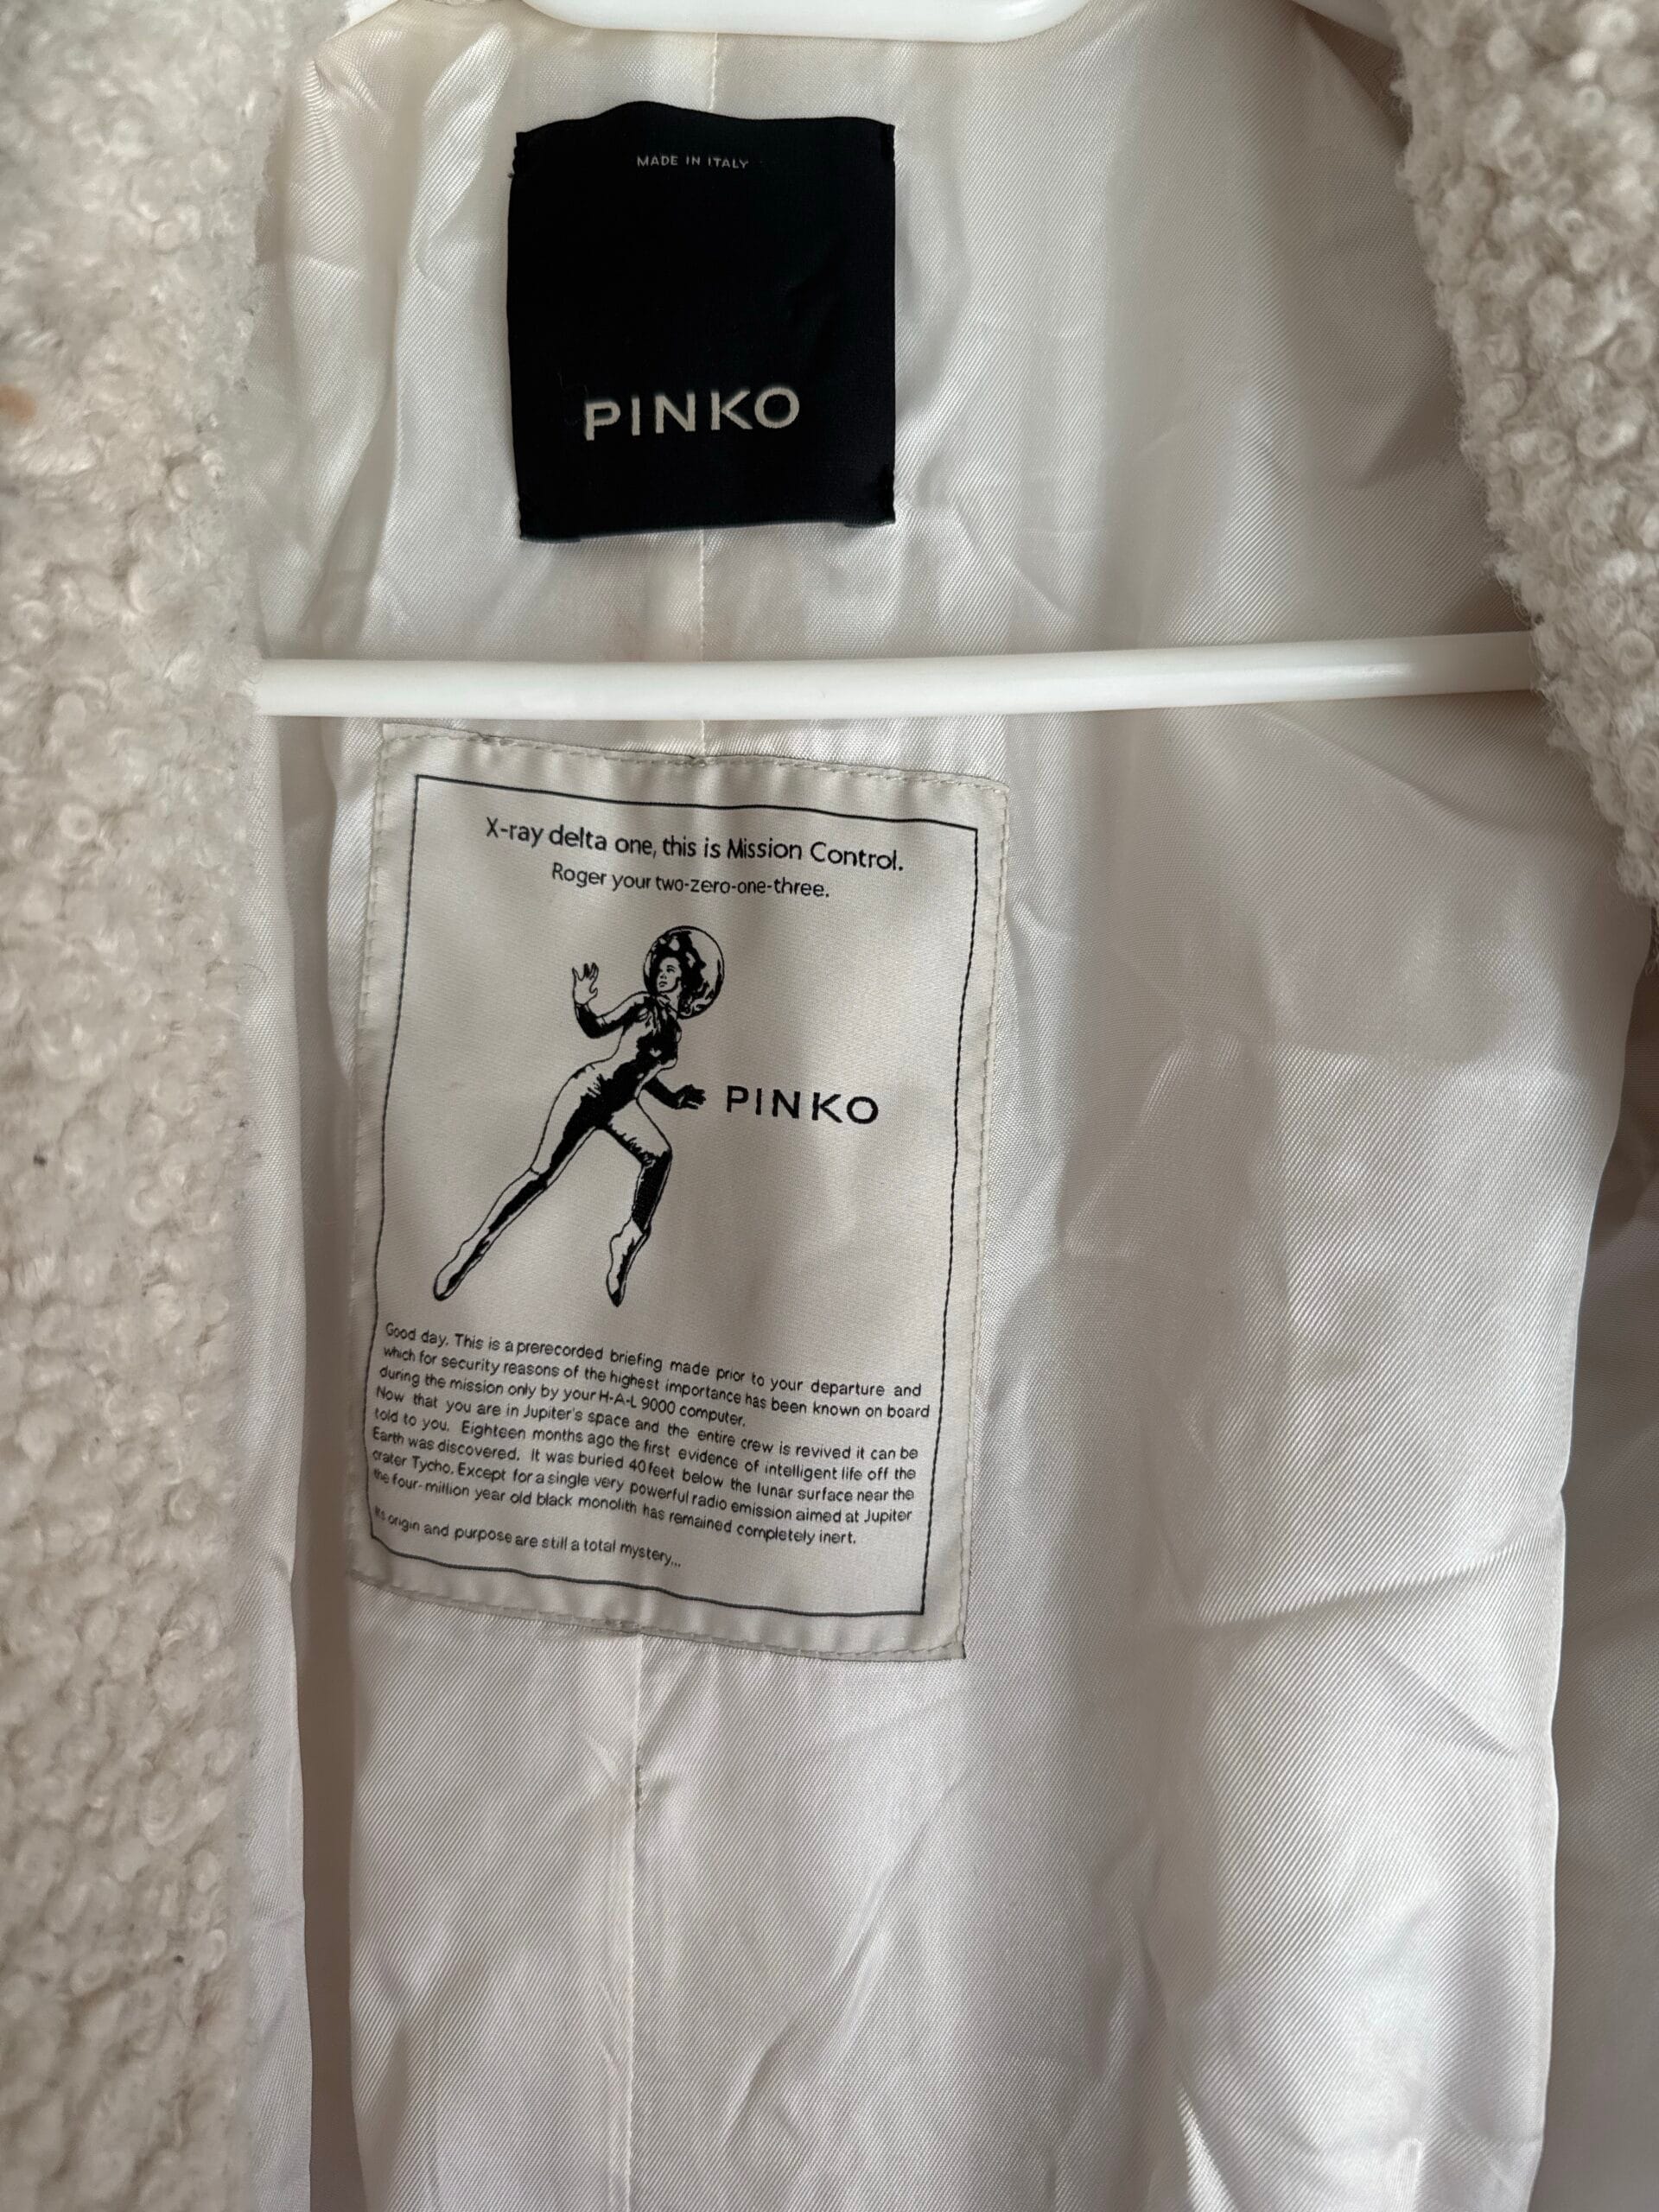 MADE IN ITALY
PINKO
X-ray delta one, this is Mission Control.
Roger your two-zero-one-three.
PINKO
Good day. This is a prerecorded briefing made prior to your departure and
which for security reasons of the highest importance has been known on board
during the mission only by your H-A-L 9000 computer.
Now that you are in Jupiter's space and the entire crew is revived it can be
told to you. Eighteen months ago the first evidence of intelligent life off the
Earth was discovered. It was buried 40 feet below the lunar surface near the
crater Tycho. Except for a single very powerful radio emission aimed at Jupiter
the four-million year old black monolith has remained completely inert.
Its origin and purpose are still a total mystery...